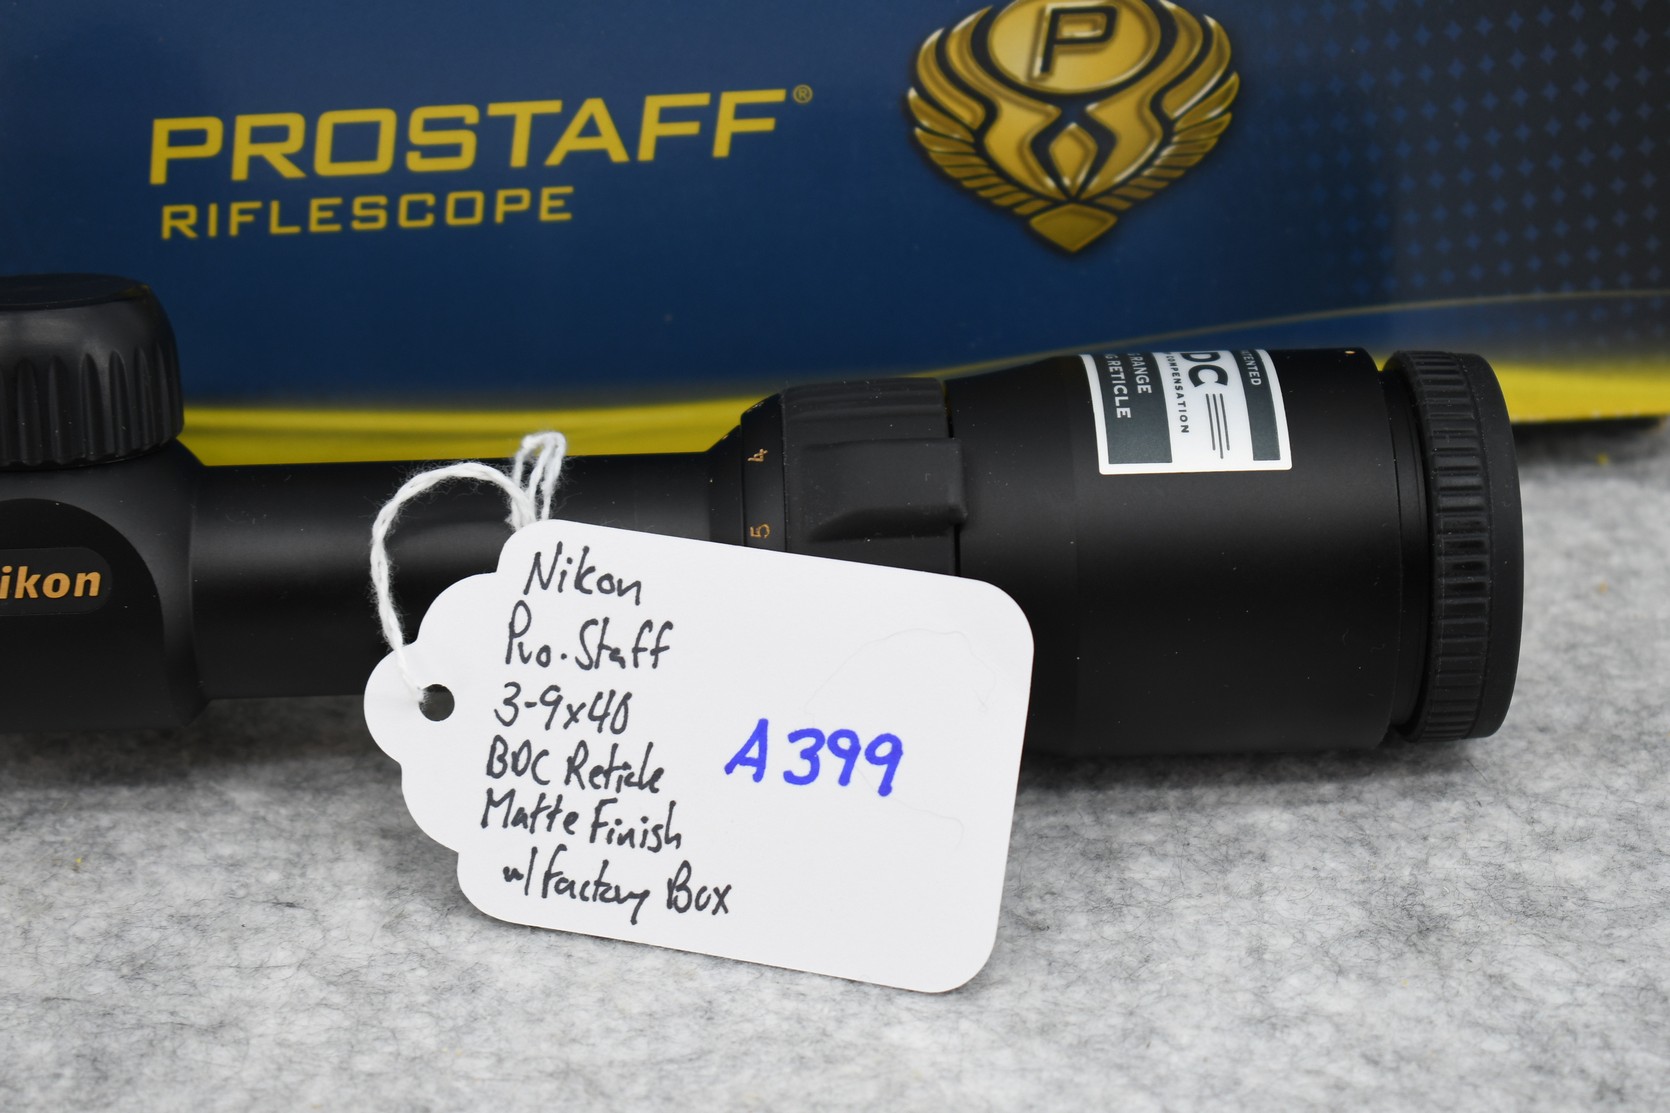 P
PROSTAFF®
RIFLESCOPE
DC
COMPENSATION
RANGE
RETICLE
4
5
ikon
Nikon
Pro-Staff
3-9x40
BDC Reticle
Matte Finish
w/ Factory Box
A399